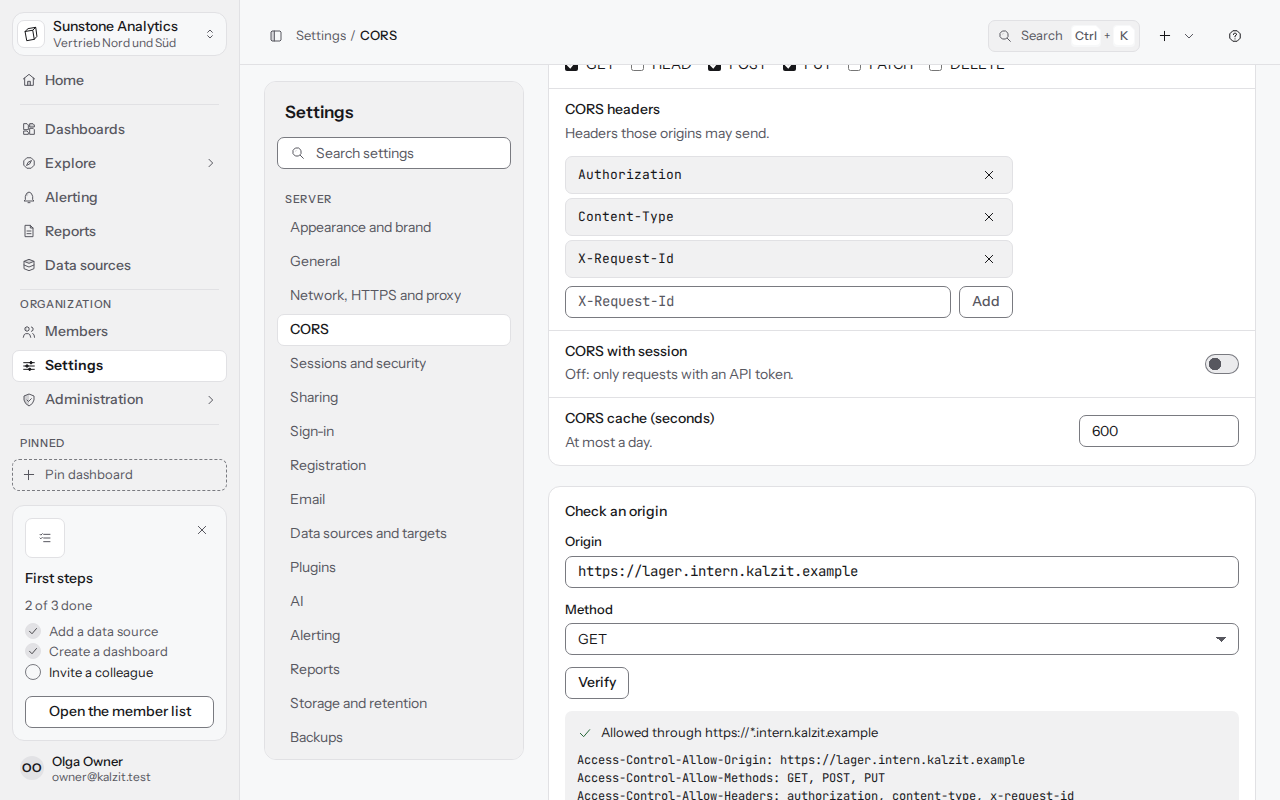 Sunstone Analytics
Vertrieb Nord und Süd
Home
Dashboards
Explore
Alerting
Reports
Data sources
ORGANIZATION
Members
Settings
Administration
PINNED
Pin dashboard
First steps
2 of 3 done
Add a data source
Create a dashboard
Invite a colleague
Open the member list
OO
Olga Owner
owner@kalzit.test
Settings / CORS
Search Ctrl + K
Settings
Search settings
SERVER
Appearance and brand
General
Network, HTTPS and proxy
CORS
Sessions and security
Sharing
Sign-in
Registration
Email
Data sources and targets
Plugins
AI
Alerting
Reports
Storage and retention
Backups
GET HEAD POST PUT PATCH DELETE
CORS headers
Headers those origins may send.
Authorization
Content-Type
X-Request-Id
X-Request-Id Add
CORS with session
Off: only requests with an API token.
CORS cache (seconds)
At most a day.
600
Check an origin
Origin
https://lager.intern.kalzit.example
Method
GET
Verify
Allowed through https://*.intern.kalzit.example
Access-Control-Allow-Origin: https://lager.intern.kalzit.example
Access-Control-Allow-Methods: GET, POST, PUT
Access-Control-Allow-Headers: authorization, content-type, x-request-id